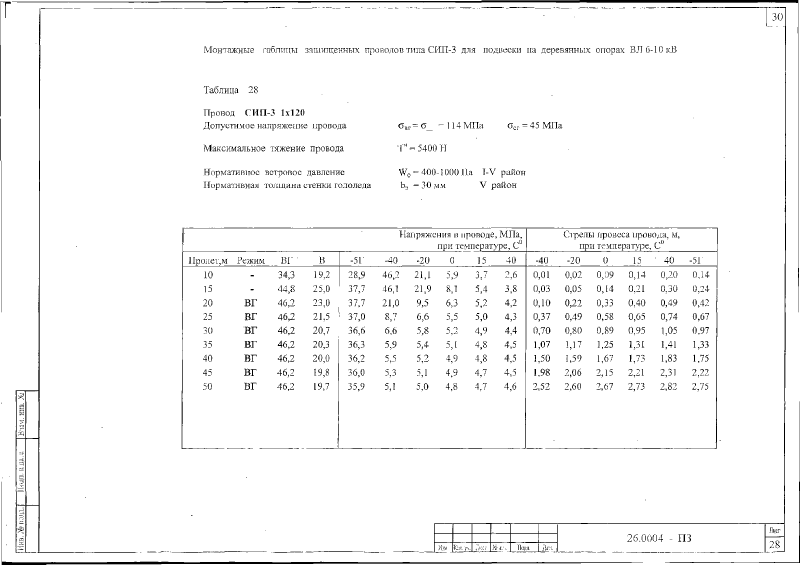 30
Монтажные таблицы защищенных проводов типа СИП-3 для подвески на деревянных опорах ВЛ 6-10 кВ
Таблица 28
Провод СИП-3 1х120
Допустимое напряжение провода σвг = σ_ = 114 МПа σсг = 45 МПа
Максимальное тяжение провода Тн = 5400 Н
Нормативное ветровое давление W0 = 400-1000 Па I-V район
Нормативная толщина стенки гололеда bэ = 30 мм V район
Напряжения в проводе, МПа, Стрелы провеса провода, м,
при температуре, С0 при температуре, С0
Пролет,м Режим ВГ В -5Г -40 -20 0 15 40 -40 -20 0 15 40 -5Г
10 - 34,3 19,2 28,9 46,2 21,1 5,9 3,7 2,6 0,01 0,02 0,09 0,14 0,20 0,14
15 - 44,8 25,0 37,7 46,1 21,9 8,1 5,4 3,8 0,03 0,05 0,14 0,21 0,30 0,24
20 ВГ 46,2 23,0 37,7 21,0 9,5 6,3 5,2 4,2 0,10 0,22 0,33 0,40 0,49 0,42
25 ВГ 46,2 21,5 37,0 8,7 6,6 5,5 5,0 4,3 0,37 0,49 0,58 0,65 0,74 0,67
30 ВГ 46,2 20,7 36,6 6,6 5,8 5,2 4,9 4,4 0,70 0,80 0,89 0,95 1,05 0,97
35 ВГ 46,2 20,3 36,3 5,9 5,4 5,1 4,8 4,5 1,07 1,17 1,25 1,31 1,41 1,33
40 ВГ 46,2 20,0 36,2 5,5 5,2 4,9 4,8 4,5 1,50 1,59 1,67 1,73 1,83 1,75
45 ВГ 46,2 19,8 36,0 5,3 5,1 4,9 4,7 4,5 1,98 2,06 2,15 2,21 2,31 2,22
50 ВГ 46,2 19,7 35,9 5,1 5,0 4,8 4,7 4,6 2,52 2,60 2,67 2,73 2,82 2,75
Взам. инв. №
Подп. и дата
Инв. № подл.
Изм Кол.уч. Лист №док. Подп. Дата
26.0004 - ПЗ
Лист
28